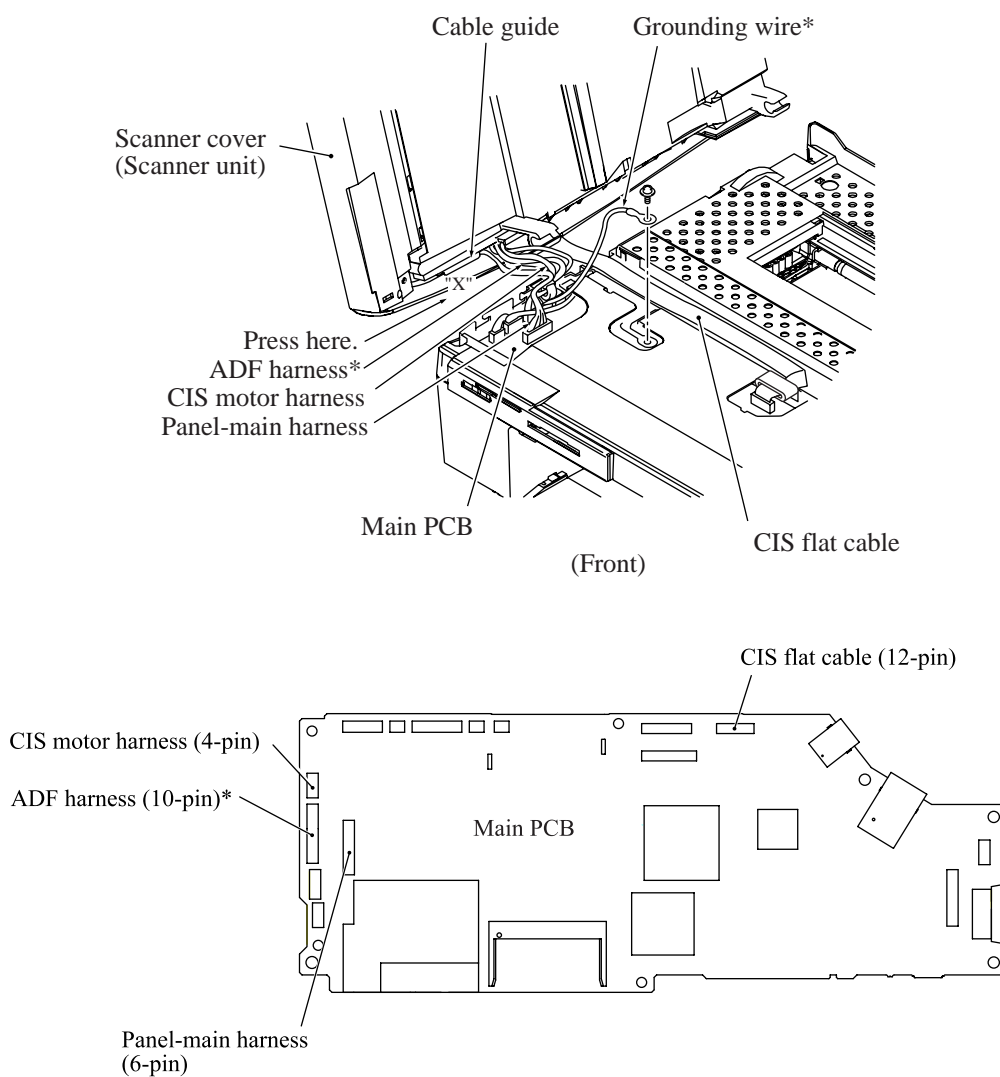 Cable guide
Grounding wire*
Scanner cover
(Scanner unit)
"X"
Press here.
ADF harness*
CIS motor harness
Panel-main harness
Main PCB
CIS flat cable
(Front)
CIS flat cable (12-pin)
CIS motor harness (4-pin)
ADF harness (10-pin)*
Main PCB
Panel-main harness
(6-pin)